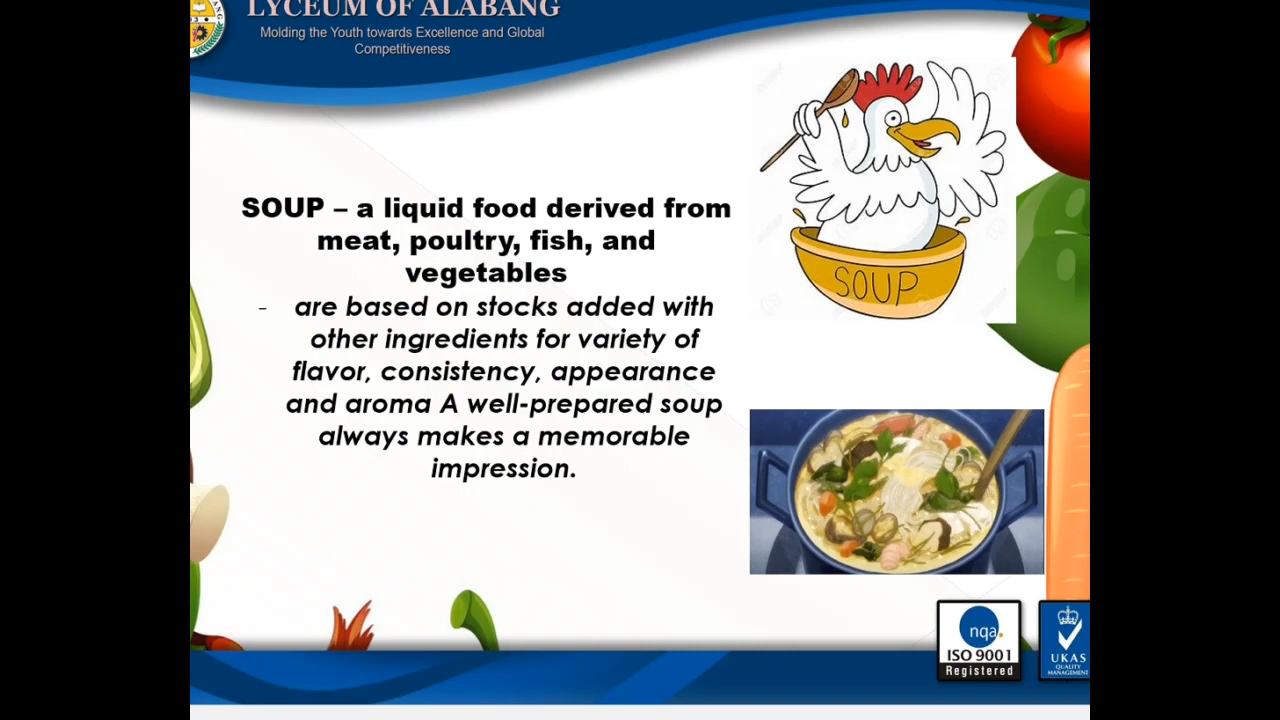 LYCEUM OF ALABANG
Molding the Youth towards Excellence and Global
Competitiveness
SOUP – a liquid food derived from
meat, poultry, fish, and
vegetables
- are based on stocks added with
other ingredients for variety of
flavor, consistency, appearance
and aroma A well-prepared soup
always makes a memorable
impression.
SOUP
nqa.
ISO 9001
Registered
UKAS
QUALITY
MANAGEMENT